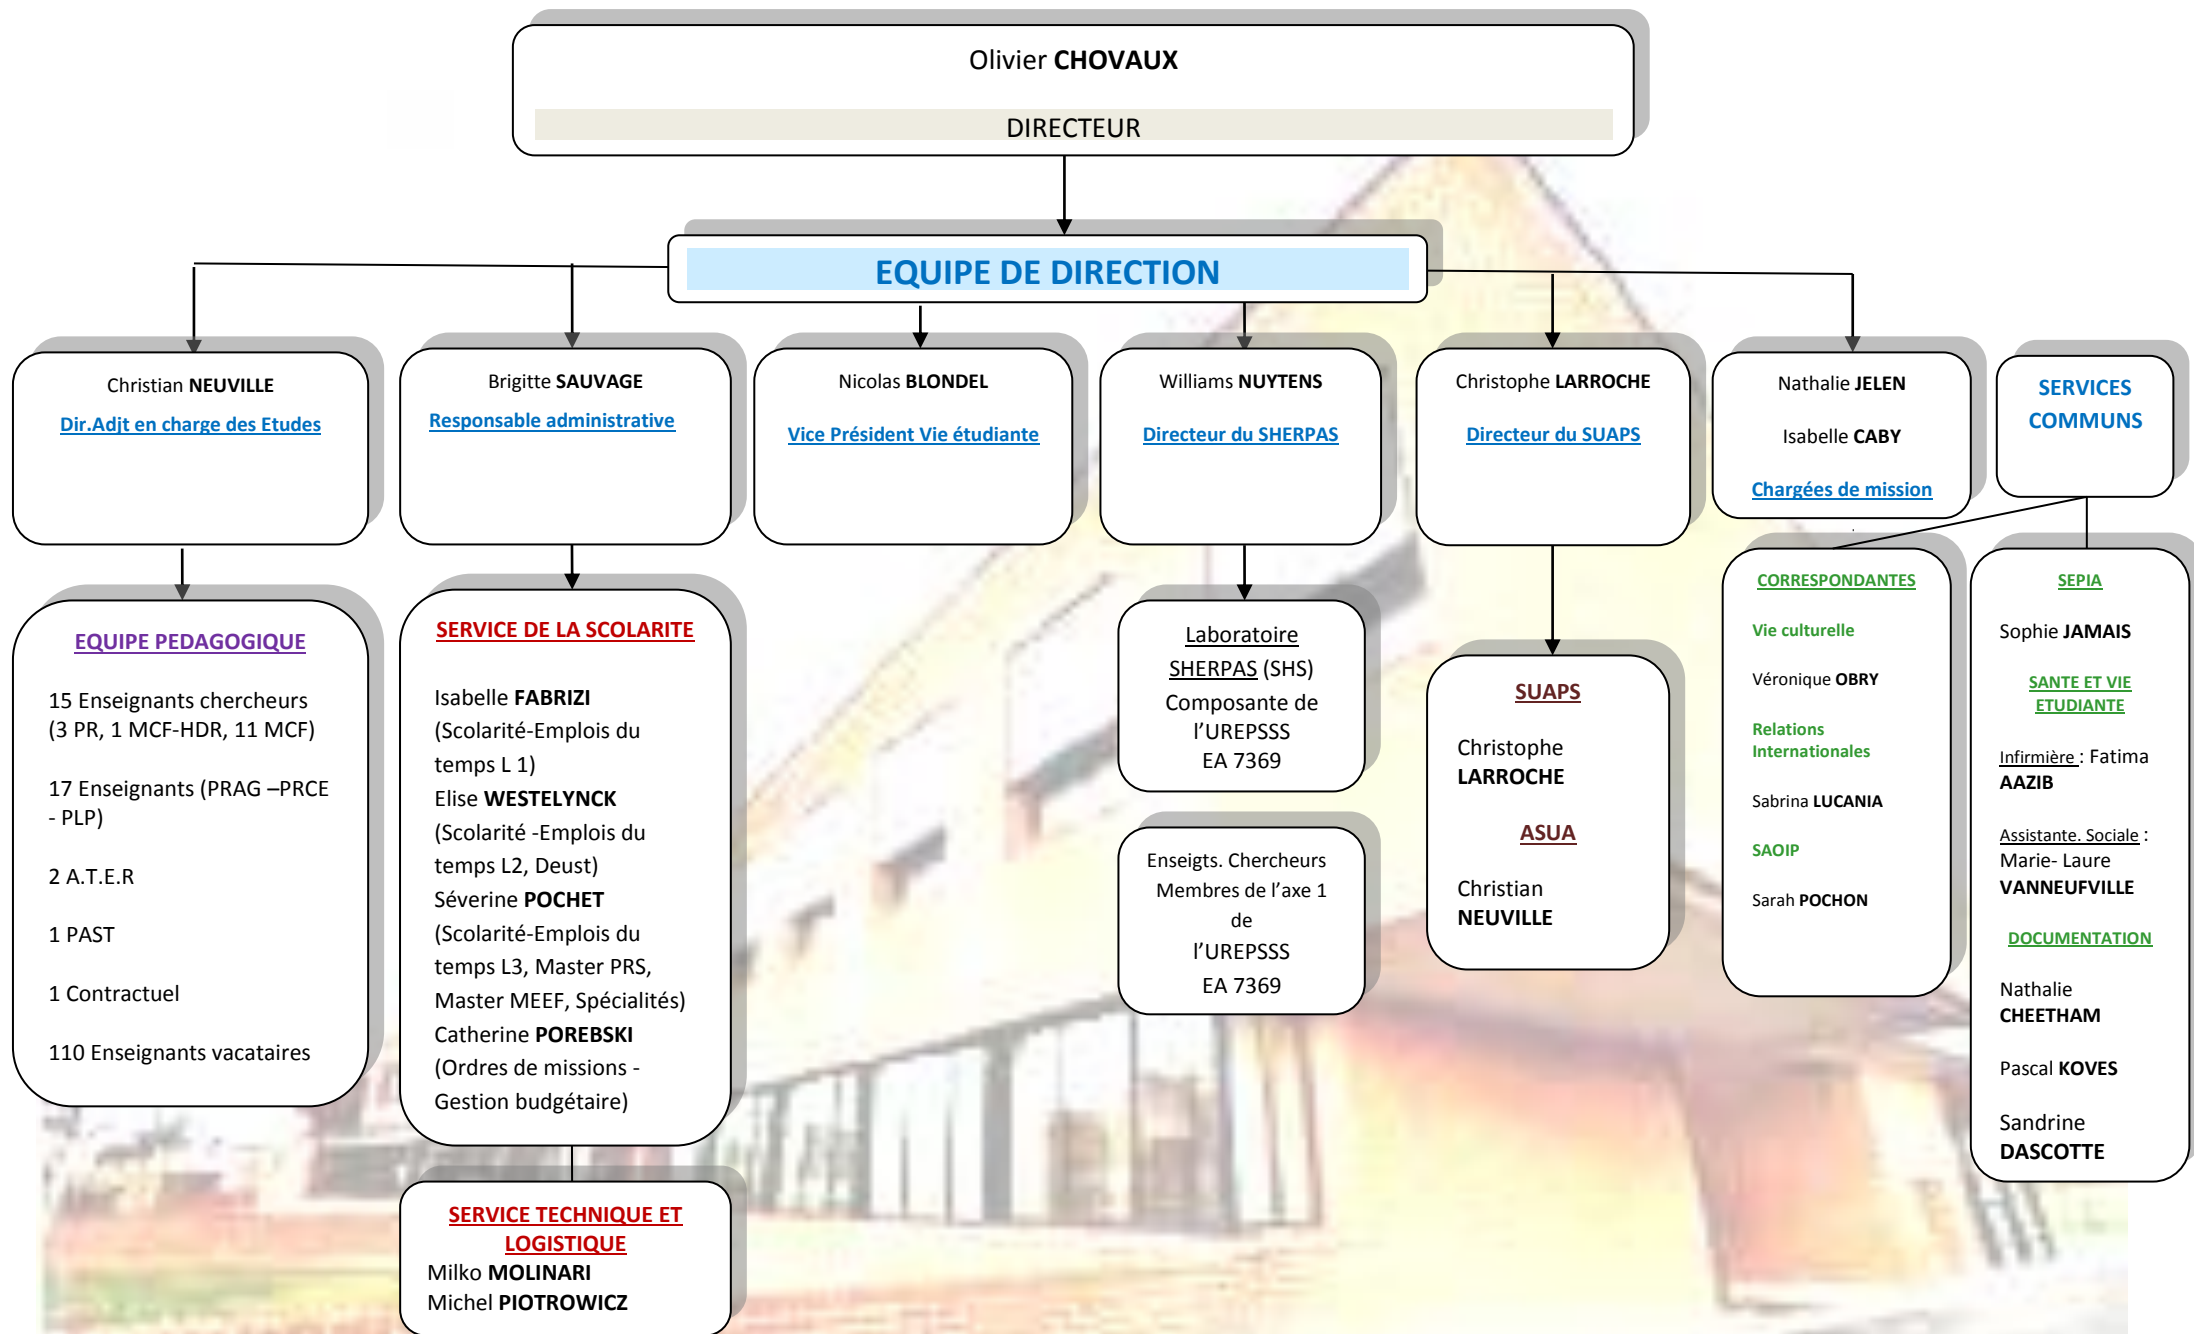 Olivier CHOVAUX
DIRECTEUR
EQUIPE DE DIRECTION
Christian NEUVILLE
Dir.Adjt en charge des Etudes
Brigitte SAUVAGE
Responsable administrative
Nicolas BLONDEL
Vice Président Vie étudiante
Williams NUYTENS
Directeur du SHERPAS
Christophe LARROCHE
Directeur du SUAPS
Nathalie JELEN
Isabelle CABY
Chargées de mission
SERVICES
COMMUNS
EQUIPE PEDAGOGIQUE
15 Enseignants chercheurs
(3 PR, 1 MCF-HDR, 11 MCF)
17 Enseignants (PRAG –PRCE
- PLP)
2 A.T.E.R
1 PAST
1 Contractuel
110 Enseignants vacataires
SERVICE DE LA SCOLARITE
Isabelle FABRIZI
(Scolarité-Emplois du
temps L 1)
Elise WESTELYNCK
(Scolarité -Emplois du
temps L2, Deust)
Séverine POCHET
(Scolarité-Emplois du
temps L3, Master PRS,
Master MEEF, Spécialités)
Catherine POREBSKI
(Ordres de missions -
Gestion budgétaire)
SERVICE TECHNIQUE ET
LOGISTIQUE
Milko MOLINARI
Michel PIOTROWICZ
Laboratoire
SHERPAS (SHS)
Composante de
l’UREPSSS
EA 7369
Enseigts. Chercheurs
Membres de l’axe 1
de
l’UREPSSS
EA 7369
SUAPS
Christophe
LARROCHE
ASUA
Christian
NEUVILLE
CORRESPONDANTES
Vie culturelle
Véronique OBRY
Relations
Internationales
Sabrina LUCANIA
SAOIP
Sarah POCHON
SEPIA
Sophie JAMAIS
SANTE ET VIE
ETUDIANTE
Infirmière : Fatima
AAZIB
Assistante. Sociale :
Marie- Laure
VANNEUFVILLE
DOCUMENTATION
Nathalie
CHEETHAM
Pascal KOVES
Sandrine
DASCOTTE